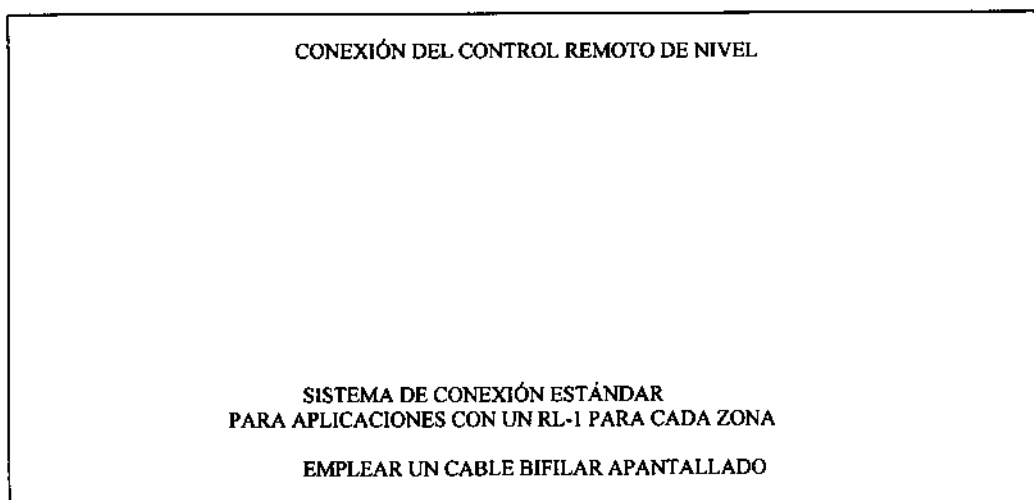 CONEXIÓN DEL CONTROL REMOTO DE NIVEL
SISTEMA DE CONEXIÓN ESTÁNDAR
PARA APLICACIONES CON UN RL-1 PARA CADA ZONA
EMPLEAR UN CABLE BIFILAR APANTALLADO